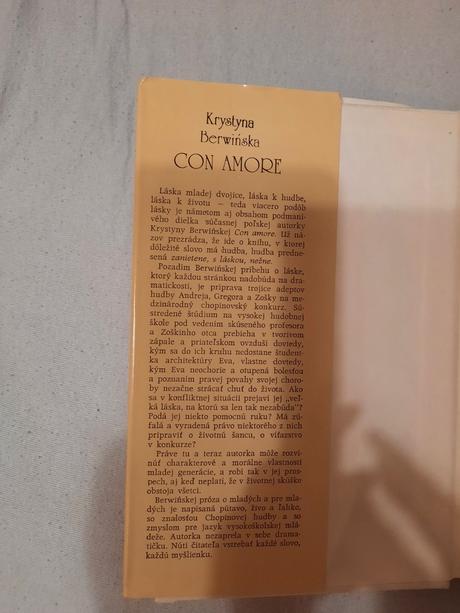 Krystyna
Berwińska
CON AMORE
Láska mladej dvojice, láska k hudbe,
láska k životu — teda viacero podôb
lásky je námetom aj obsahom podmani-
vého dielka súčasnej poľskej autorky
Krystyny Berwińskej Con amore. Už ná-
zov prezrádza, že ide o knihu, v ktorej
dôležité slovo má hudba, hudba predne-
sená zanietene, s láskou, nežne.
Pozadím Berwińskej príbehu o láske,
ktorý každou stránkou nadobúda na dra-
matickosti, je príprava trojice adeptov
hudby Andreja, Gregora a Zošky na me-
dzinárodný chopinovský konkurz. Sú-
stredené štúdium na vysokej hudobnej
škole pod vedením skúseného profesora
a Zoškinho otca prebieha v tvorivom
zápale a priateľskom ovzduší dovtedy,
kým sa do ich kruhu nedostane študent-
ka architektúry Eva, vlastne dovtedy,
kým Eva neochorie a otupená bolesťou
a poznaním pravej povahy svojej choro-
by nezačne strácať chuť do života. Ako
sa v konfliktnej situácii prejaví jej „veľ-
ká láska, na ktorú sa len tak nezabúda"?
Podá jej niekto pomocnú ruku? Má zú-
falá a vyradená právo niektorého z nich
pripraviť o životnú šancu, o víťazstvo
v konkurze?
Práve tu a teraz autorka môže rozvi-
núť charakterové a morálne vlastnosti
mladej generácie, a robí tak v jej pros-
pech, aj keď neplatí, že v životnej skúške
obstoja všetci.
Berwińskej próza o mladých a pre mla-
dých je napísaná pútavo, živo a ľahko,
so znalosťou Chopinovej hudby a so
zmyslom pre jazyk vysokoškolskej mlá-
deže. Autorka nezaprela v sebe drama-
tičku. Núti čitateľa vstrebať každé slovo,
každú myšlienku.